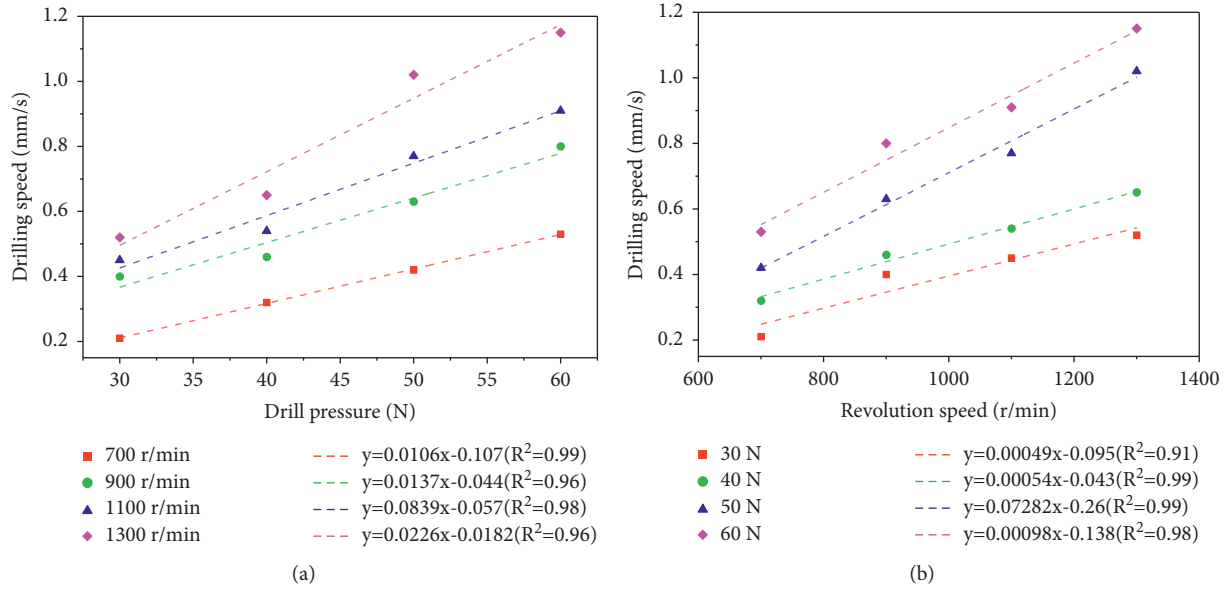 1.2
1.0
0.8
0.6
0.4
0.2
Drilling speed (mm/s)
30 35 40 45 50 55 60
Drill pressure (N)
700 r/min y=0.0106x-0.107(R²=0.99)
900 r/min y=0.0137x-0.044(R²=0.96)
1100 r/min y=0.0839x-0.057(R²=0.98)
1300 r/min y=0.0226x-0.0182(R²=0.96)
(a)
1.2
1.0
0.8
0.6
0.4
0.2
Drilling speed (mm/s)
600 800 1000 1200 1400
Revolution speed (r/min)
30 N y=0.00049x-0.095(R²=0.91)
40 N y=0.00054x-0.043(R²=0.99)
50 N y=0.07282x-0.26(R²=0.99)
60 N y=0.00098x-0.138(R²=0.98)
(b)